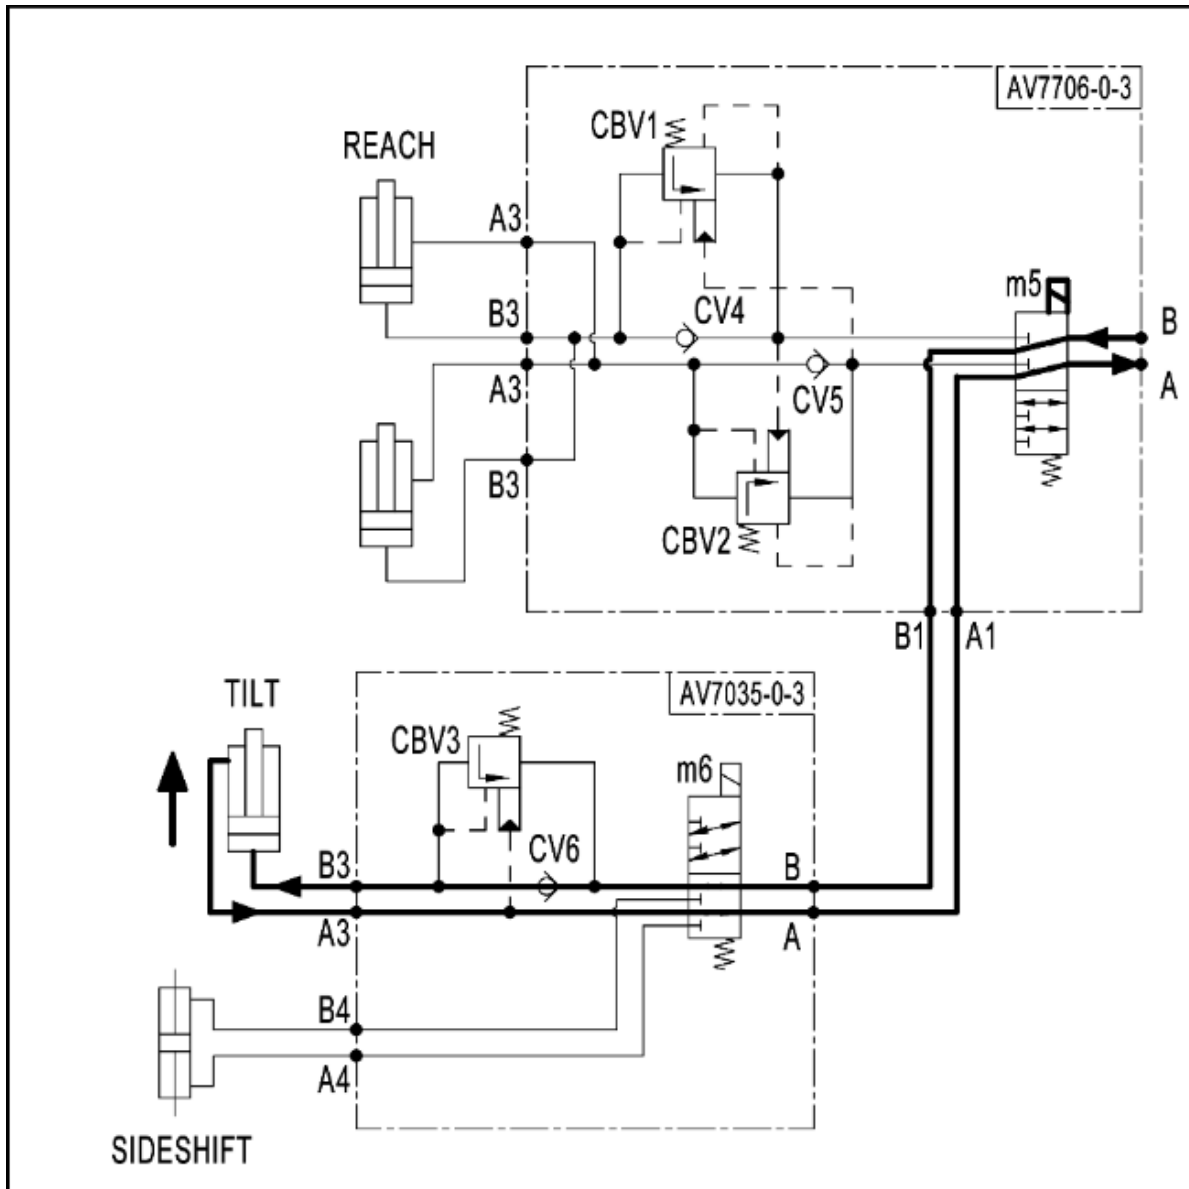 AV7706-0-3
CBV1
REACH
A3
m5
B3
CV4
B
A3
CV5
A
B3
CBV2
B1
A1
TILT
AV7035-0-3
CBV3
m6
CV6
B3
B
A3
A
B4
A4
SIDESHIFT